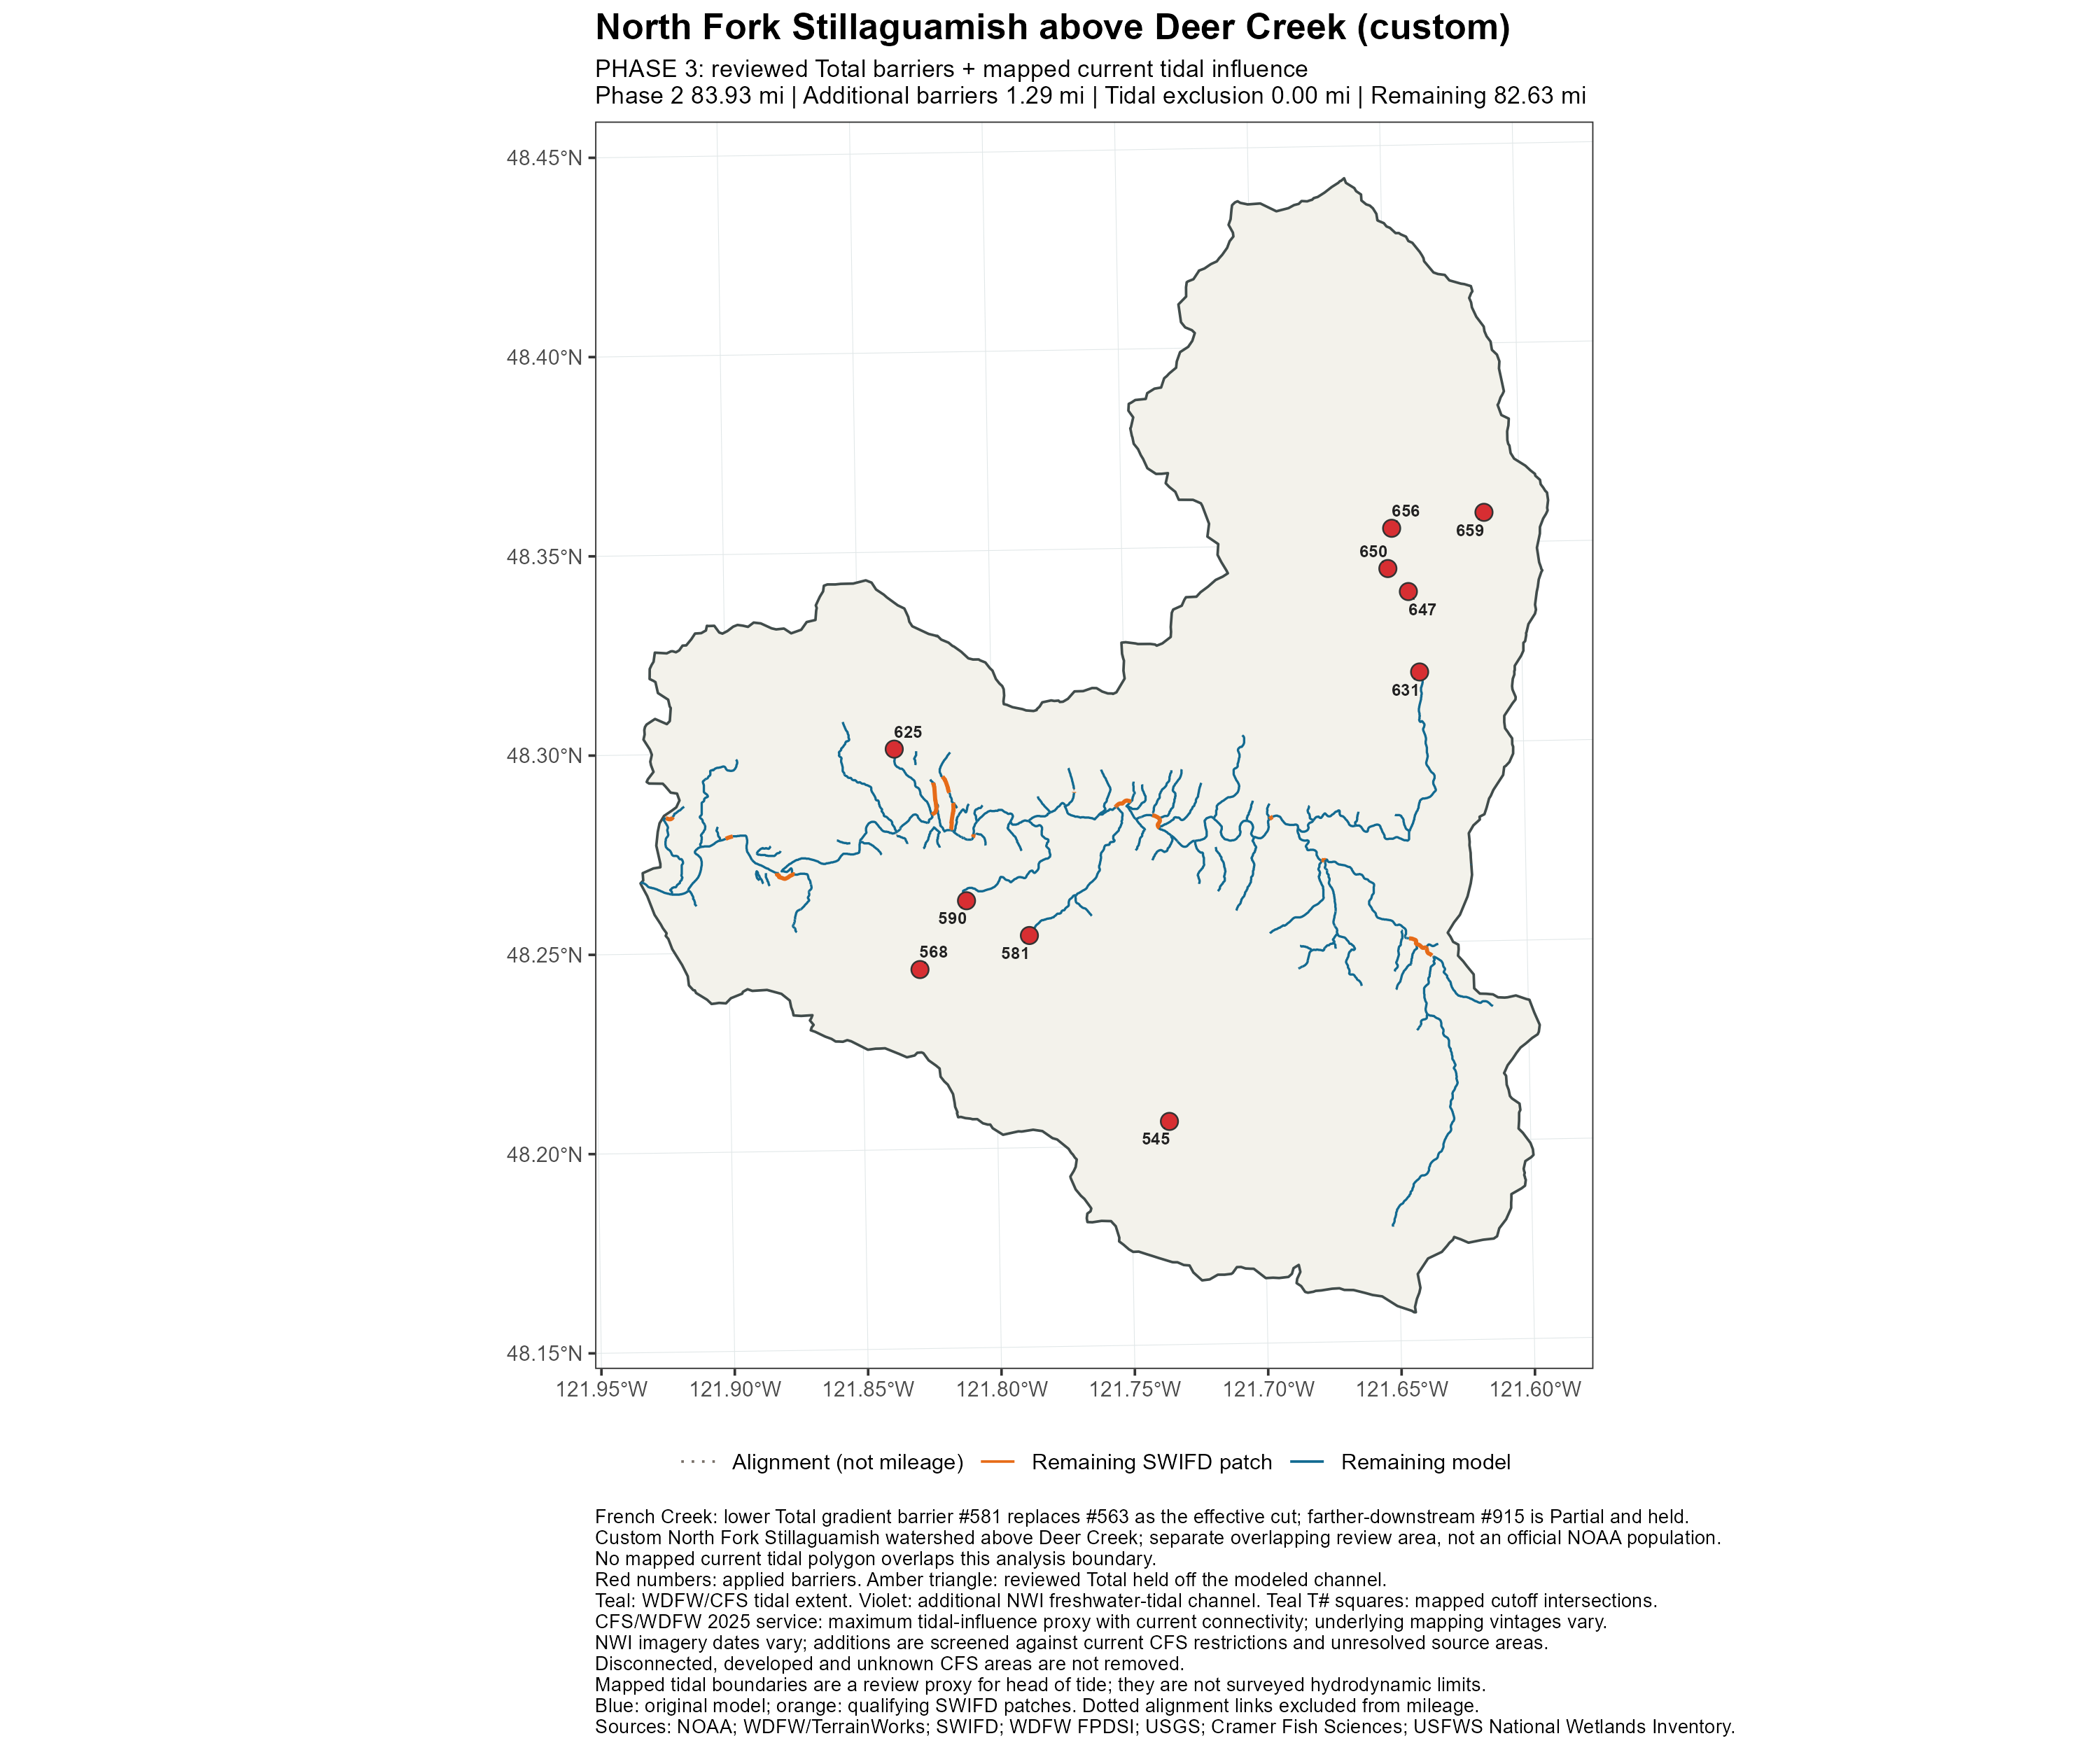 North Fork Stillaguamish above Deer Creek (custom)
PHASE 3: reviewed Total barriers + mapped current tidal influence
Phase 2 83.93 mi | Additional barriers 1.29 mi | Tidal exclusion 0.00 mi | Remaining 82.63 mi
48.45°N
48.40°N
48.35°N
48.30°N
48.25°N
48.20°N
48.15°N
656
659
650
647
631
625
590
568
581
545
121.95°W 121.90°W 121.85°W 121.80°W 121.75°W 121.70°W 121.65°W 121.60°W
Alignment (not mileage) Remaining SWIFD patch Remaining model
French Creek: lower Total gradient barrier #581 replaces #563 as the effective cut; farther-downstream #915 is Partial and held.
Custom North Fork Stillaguamish watershed above Deer Creek; separate overlapping review area, not an official NOAA population.
No mapped current tidal polygon overlaps this analysis boundary.
Red numbers: applied barriers. Amber triangle: reviewed Total held off the modeled channel.
Teal: WDFW/CFS tidal extent. Violet: additional NWI freshwater-tidal channel. Teal T# squares: mapped cutoff intersections.
CFS/WDFW 2025 service: maximum tidal-influence proxy with current connectivity; underlying mapping vintages vary.
NWI imagery dates vary; additions are screened against current CFS restrictions and unresolved source areas.
Disconnected, developed and unknown CFS areas are not removed.
Mapped tidal boundaries are a review proxy for head of tide; they are not surveyed hydrodynamic limits.
Blue: original model; orange: qualifying SWIFD patches. Dotted alignment links excluded from mileage.
Sources: NOAA; WDFW/TerrainWorks; SWIFD; WDFW FPDSI; USGS; Cramer Fish Sciences; USFWS National Wetlands Inventory.